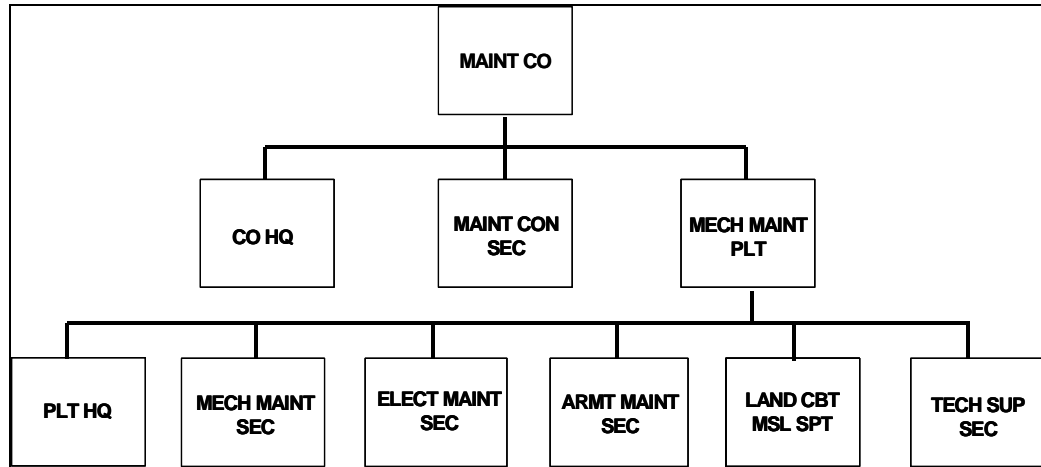 MAINT CO
CO HQ
MAINT CON
SEC
MECH MAINT
PLT
PLT HQ
MECH MAINT
SEC
ELECT MAINT
SEC
ARMT MAINT
SEC
LAND CBT
MSL SPT
TECH SUP
SEC